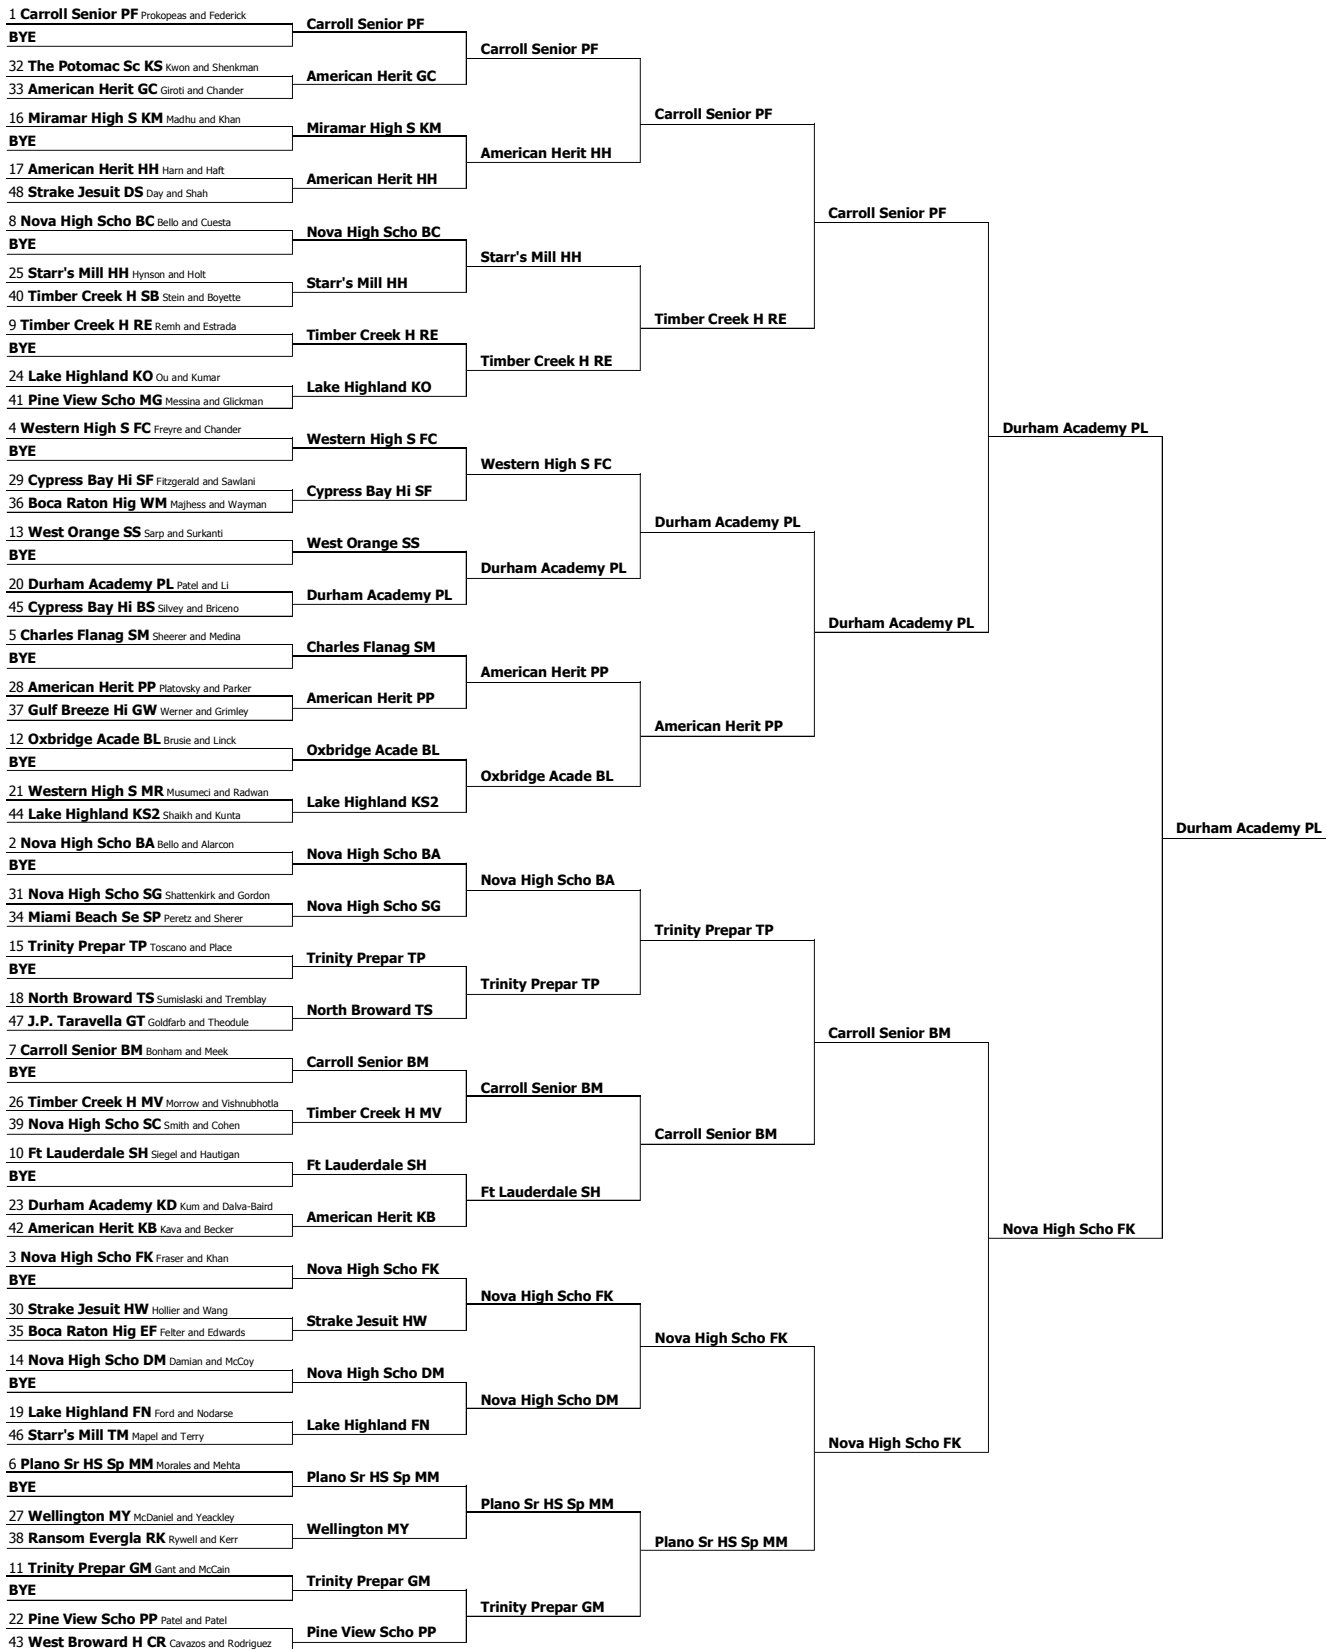 1 Carroll Senior PF Prokopeas and Federick
BYE
32 The Potomac Sc KS Kwon and Shenkman
33 American Herit GC Giroti and Chander
16 Miramar High S KM Madhu and Khan
BYE
17 American Herit HH Harn and Haft
48 Strake Jesuit DS Day and Shah
8 Nova High Scho BC Bello and Cuesta
BYE
25 Starr's Mill HH Hynson and Holt
40 Timber Creek H SB Stein and Boyette
9 Timber Creek H RE Remh and Estrada
BYE
24 Lake Highland KO Ou and Kumar
41 Pine View Scho MG Messina and Glickman
4 Western High S FC Freyre and Chander
BYE
29 Cypress Bay Hi SF Fitzgerald and Sawlani
36 Boca Raton Hig WM Majhess and Wayman
13 West Orange SS Sarp and Surkanti
BYE
20 Durham Academy PL Patel and Li
45 Cypress Bay Hi BS Silvey and Briceno
5 Charles Flanag SM Sheerer and Medina
BYE
28 American Herit PP Platovsky and Parker
37 Gulf Breeze Hi GW Werner and Grimley
12 Oxbridge Acade BL Brusie and Linck
BYE
21 Western High S MR Musumeci and Radwan
44 Lake Highland KS2 Shaikh and Kunta
2 Nova High Scho BA Bello and Alarcon
BYE
31 Nova High Scho SG Shattenkirk and Gordon
34 Miami Beach Se SP Peretz and Sherer
15 Trinity Prepar TP Toscano and Place
BYE
18 North Broward TS Sumislaski and Tremblay
47 J.P. Taravella GT Goldfarb and Theodule
7 Carroll Senior BM Bonham and Meek
BYE
26 Timber Creek H MV Morrow and Vishnubhotla
39 Nova High Scho SC Smith and Cohen
10 Ft Lauderdale SH Siegel and Hautigan
BYE
23 Durham Academy KD Kum and Dalva-Baird
42 American Herit KB Kava and Becker
3 Nova High Scho FK Fraser and Khan
BYE
30 Strake Jesuit HW Hollier and Wang
35 Boca Raton Hig EF Felter and Edwards
14 Nova High Scho DM Damian and McCoy
BYE
19 Lake Highland FN Ford and Nodarse
46 Starr's Mill TM Mapel and Terry
6 Plano Sr HS Sp MM Morales and Mehta
BYE
27 Wellington MY McDaniel and Yeackley
38 Ransom Evergla RK Rywell and Kerr
11 Trinity Prepar GM Gant and McCain
BYE
22 Pine View Scho PP Patel and Patel
43 West Broward H CR Cavazos and Rodriguez
Carroll Senior PF
American Herit GC
Miramar High S KM
American Herit HH
Nova High Scho BC
Starr's Mill HH
Timber Creek H RE
Lake Highland KO
Western High S FC
Cypress Bay Hi SF
West Orange SS
Durham Academy PL
Charles Flanag SM
American Herit PP
Oxbridge Acade BL
Lake Highland KS2
Nova High Scho BA
Nova High Scho SG
Trinity Prepar TP
North Broward TS
Carroll Senior BM
Timber Creek H MV
Ft Lauderdale SH
American Herit KB
Nova High Scho FK
Strake Jesuit HW
Nova High Scho DM
Lake Highland FN
Plano Sr HS Sp MM
Wellington MY
Trinity Prepar GM
Pine View Scho PP
Carroll Senior PF
American Herit HH
Starr's Mill HH
Timber Creek H RE
Western High S FC
Durham Academy PL
American Herit PP
Oxbridge Acade BL
Nova High Scho BA
Trinity Prepar TP
Carroll Senior BM
Ft Lauderdale SH
Nova High Scho FK
Nova High Scho DM
Plano Sr HS Sp MM
Trinity Prepar GM
Carroll Senior PF
Timber Creek H RE
Durham Academy PL
American Herit PP
Trinity Prepar TP
Carroll Senior BM
Nova High Scho FK
Plano Sr HS Sp MM
Carroll Senior PF
Durham Academy PL
Carroll Senior BM
Nova High Scho FK
Durham Academy PL
Nova High Scho FK
Durham Academy PL